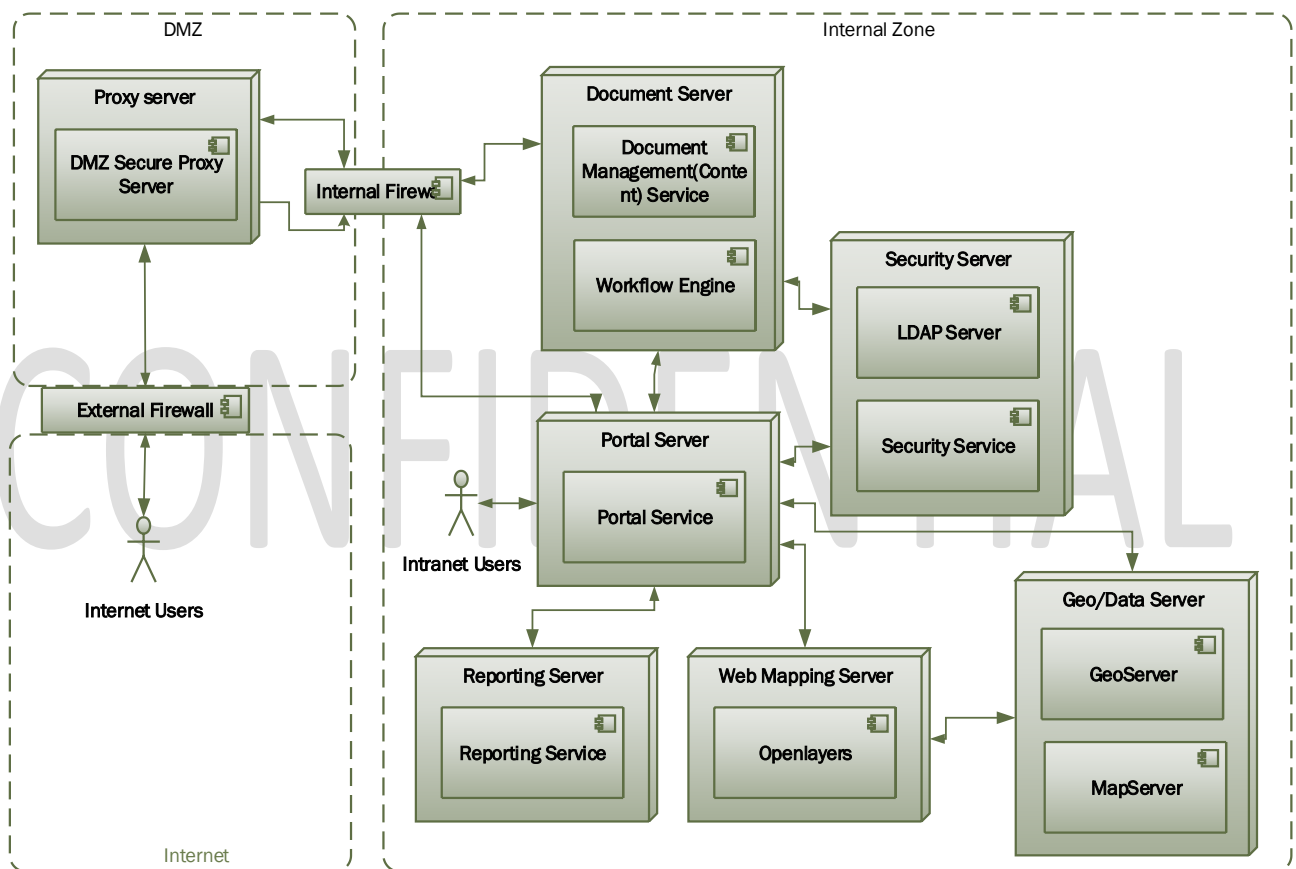 DMZ
Internal Zone
Proxy server
DMZ Secure Proxy
Server
Internal Firew
Document Server
Document
Management(Conte
nt) Service
Workflow Engine
Security Server
LDAP Server
Security Service
External Firewall
CONFIDENTIAL
Portal Server
Portal Service
Intranet Users
Internet Users
Geo/Data Server
GeoServer
MapServer
Reporting Server
Reporting Service
Web Mapping Server
Openlayers
Internet